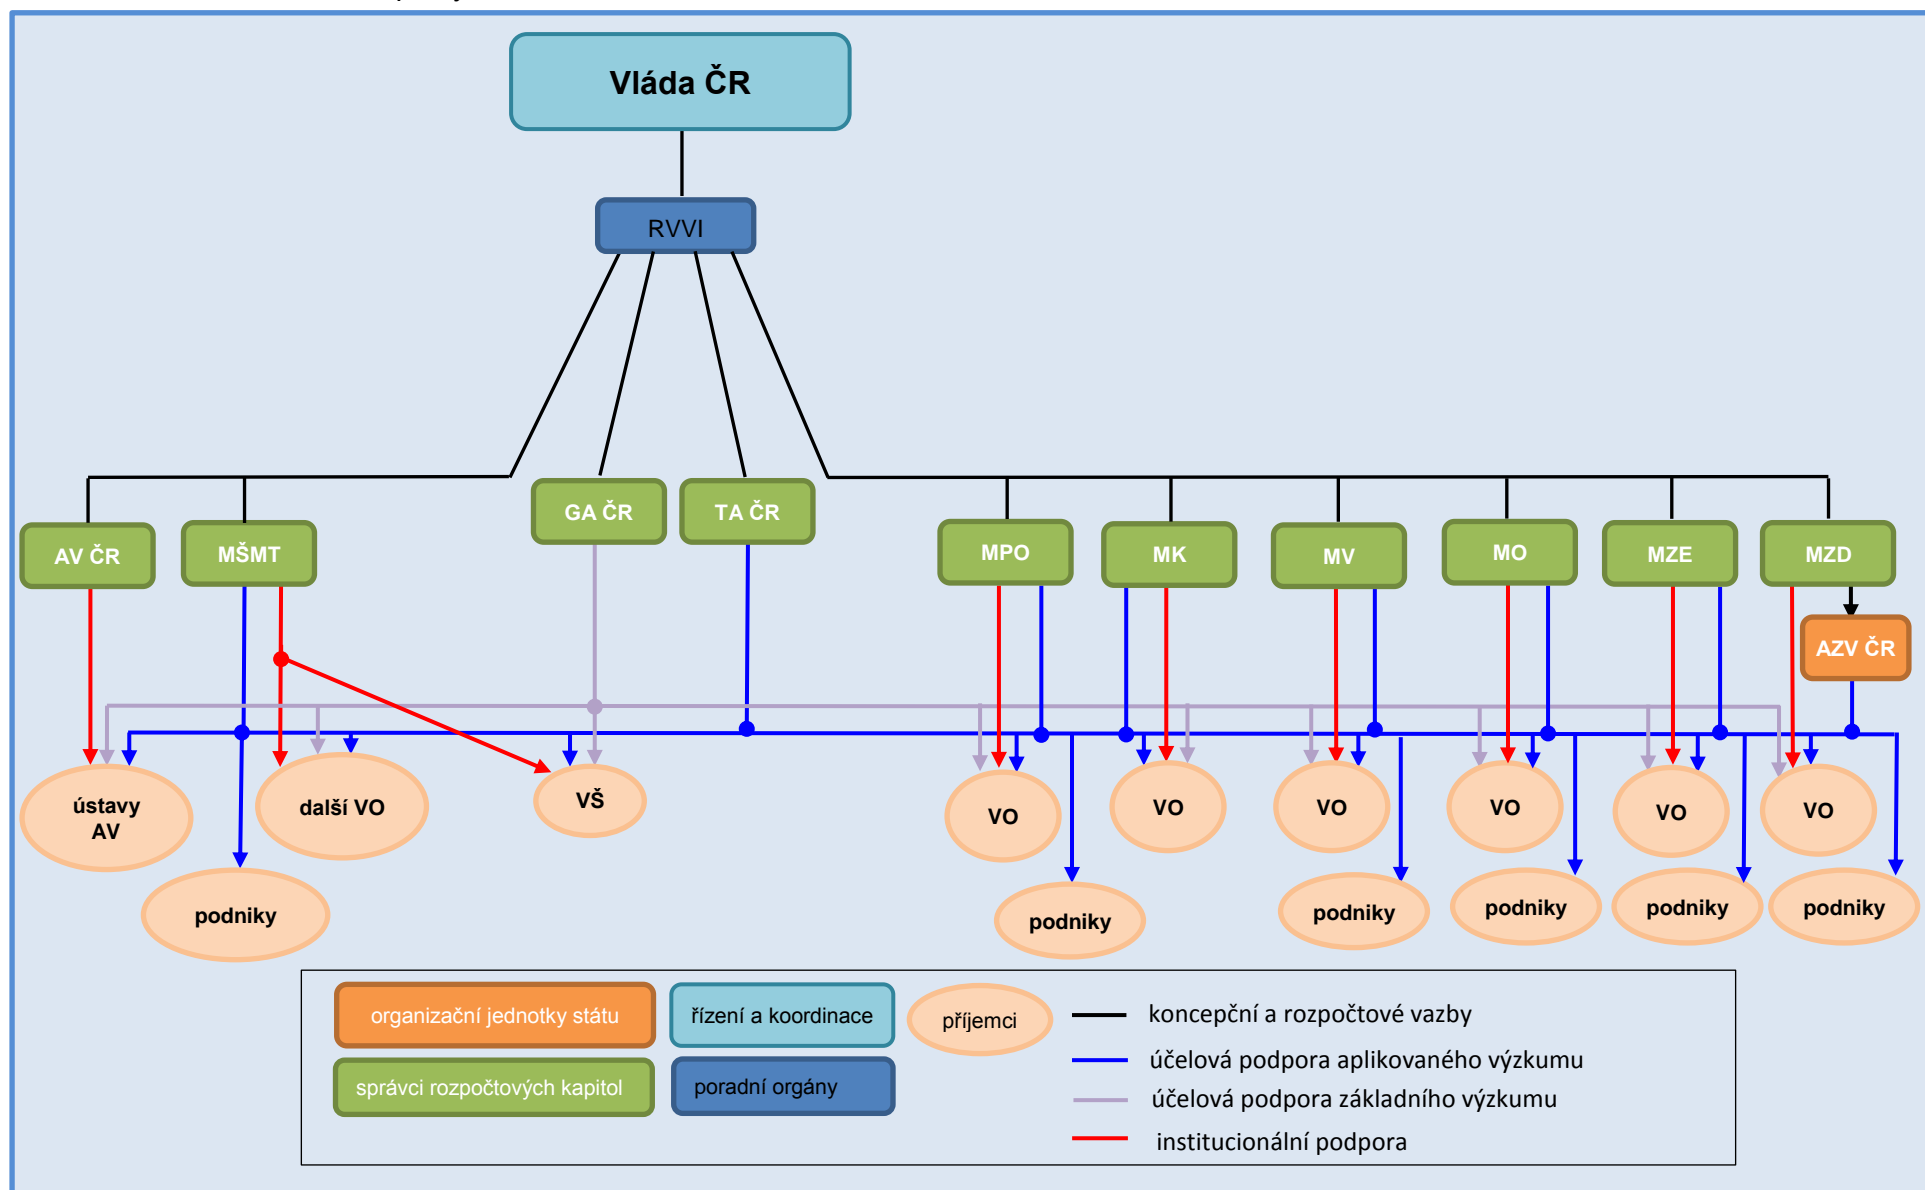 Vláda ČR
RVVI
GA ČR
TA ČR
AV ČR
MŠMT
MPO
MK
MV
MO
MZE
MZD
AZV ČR
ústavy
AV
další VO
VŠ
VO
VO
VO
VO
VO
VO
podniky
podniky
podniky
podniky
podniky
podniky
organizační jednotky státu
řízení a koordinace
příjemci
koncepční a rozpočtové vazby
účelová podpora aplikovaného výzkumu
správci rozpočtových kapitol
poradní orgány
účelová podpora základního výzkumu
institucionální podpora